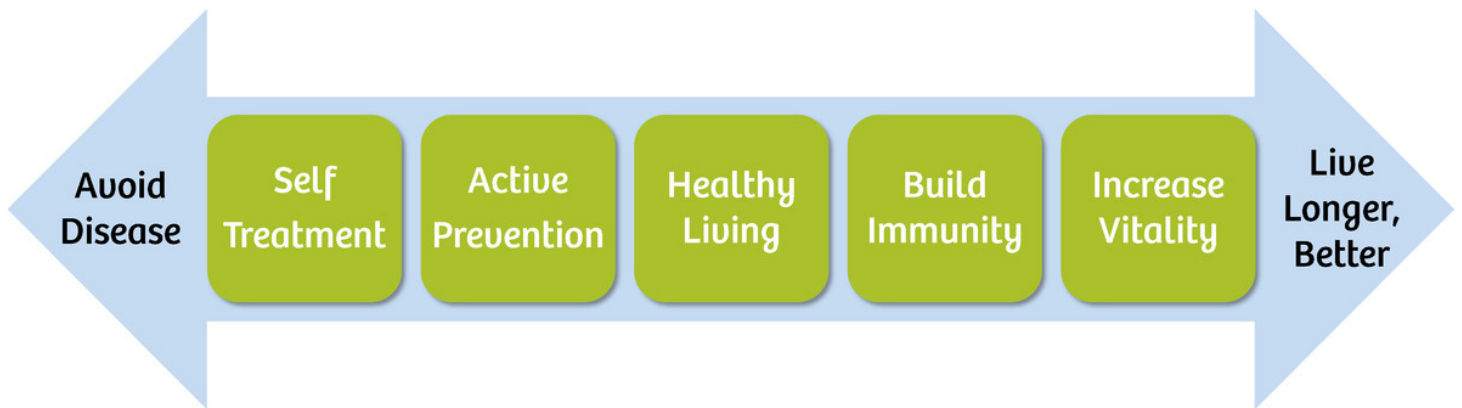 Avoid
Disease
Self
Treatment
Active
Prevention
Healthy
Living
Build
Immunity
Increase
Vitality
Live
Longer,
Better